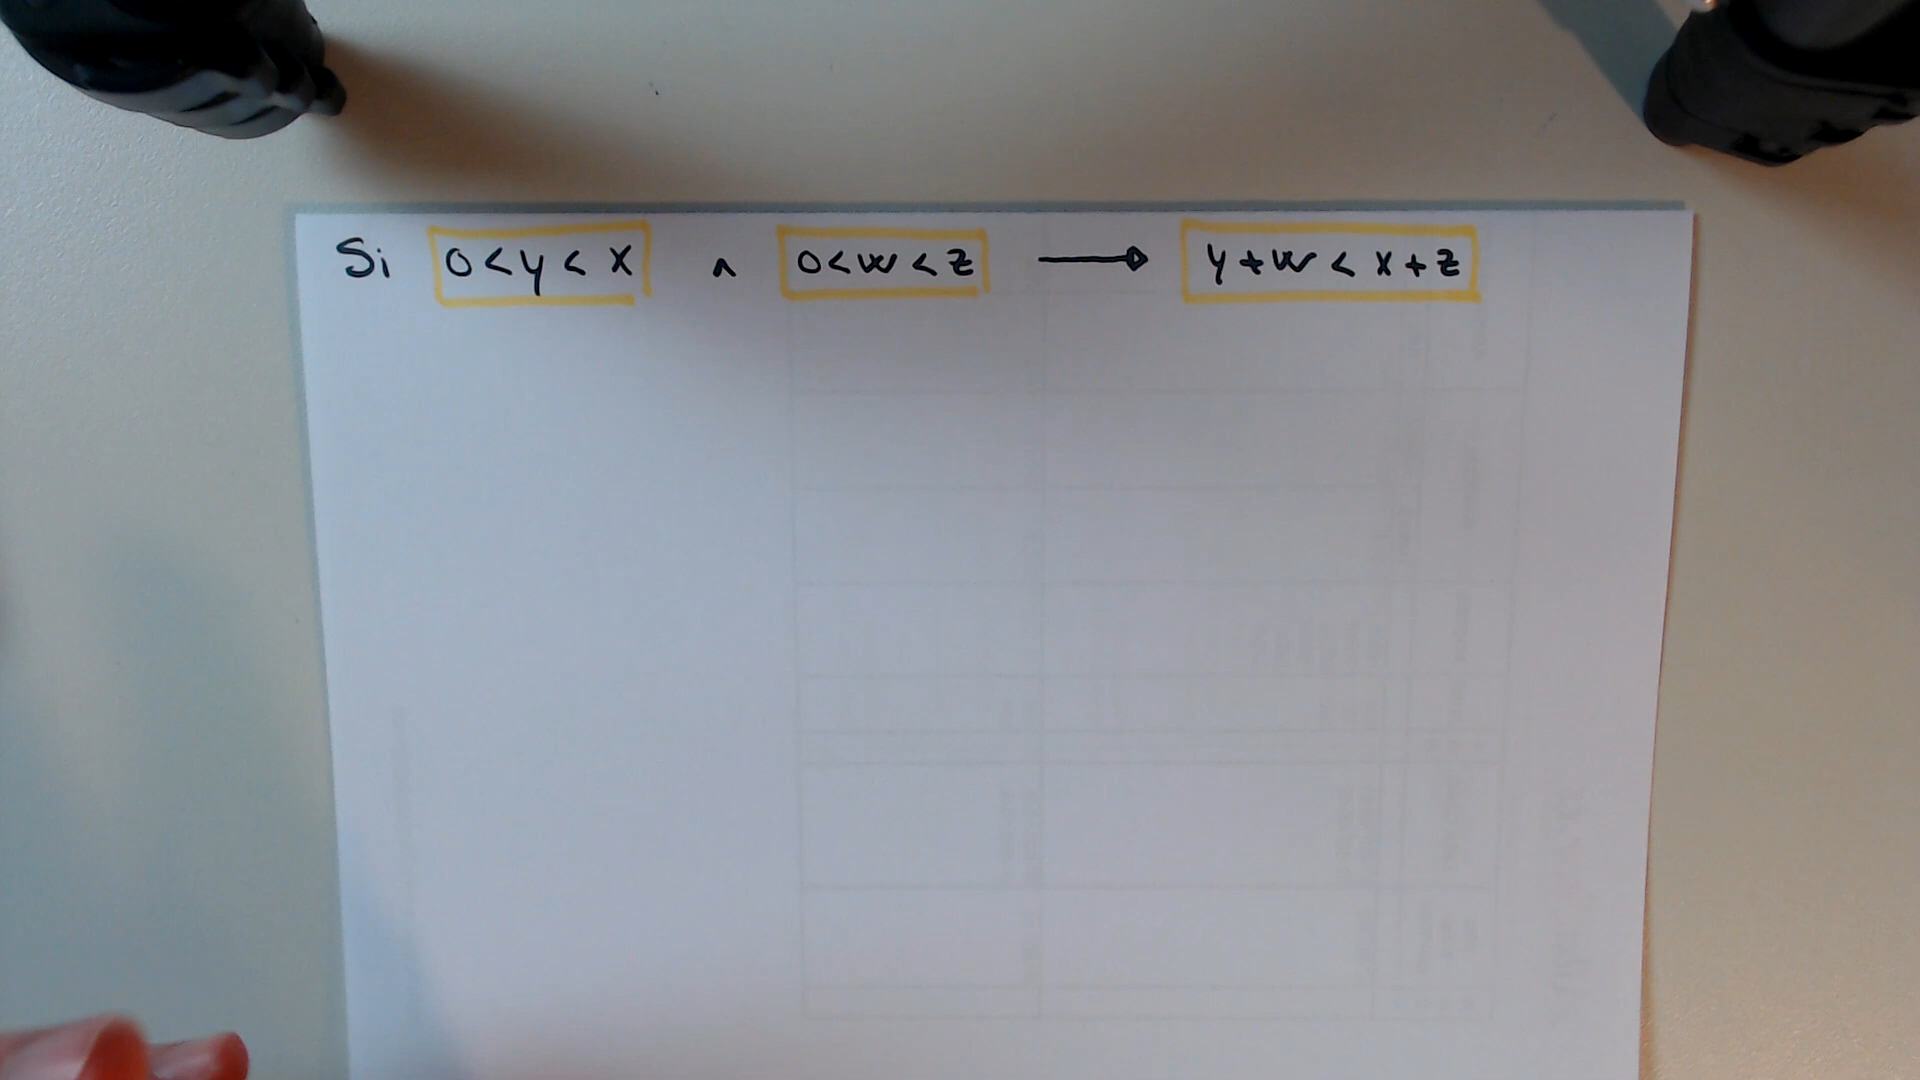 Si 0<y<x ∧ 0<w<z → y+w<x+z